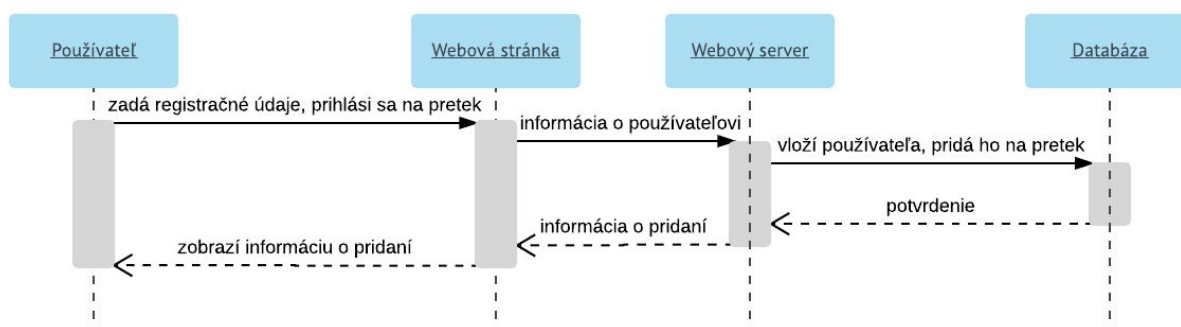 Používateľ
Webová stránka
Webový server
Databáza
zadá registračné údaje, prihlási sa na pretek
informácia o používateľovi
vloží používateľa, pridá ho na pretek
potvrdenie
informácia o pridaní
zobrazí informáciu o pridaní